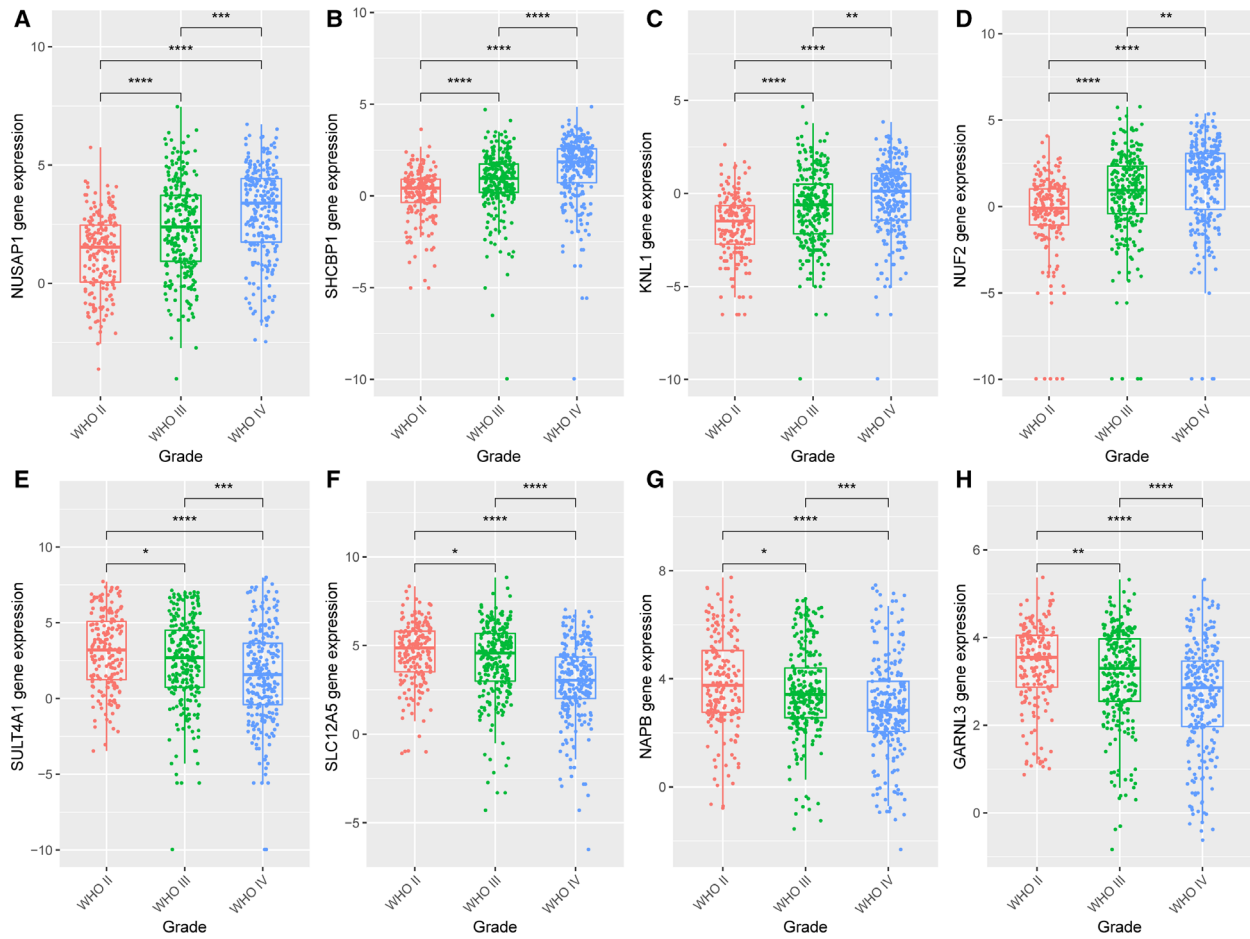 A
***
****
****
10
5
0
NUSAP1 gene expression
WHO II
WHO III
WHO IV
Grade
B
****
****
****
10
5
0
−5
−10
SHCBP1 gene expression
WHO II
WHO III
WHO IV
Grade
C
**
****
****
5
0
−5
−10
KNL1 gene expression
WHO II
WHO III
WHO IV
Grade
D
**
****
****
10
5
0
−5
−10
NUF2 gene expression
WHO II
WHO III
WHO IV
Grade
E
***
****
*
10
5
0
−5
−10
SULT4A1 gene expression
WHO II
WHO III
WHO IV
Grade
F
****
****
*
10
5
0
−5
SLC12A5 gene expression
WHO II
WHO III
WHO IV
Grade
G
***
****
*
8
4
0
NAPB gene expression
WHO II
WHO III
WHO IV
Grade
H
****
****
**
6
4
2
0
GARNL3 gene expression
WHO II
WHO III
WHO IV
Grade